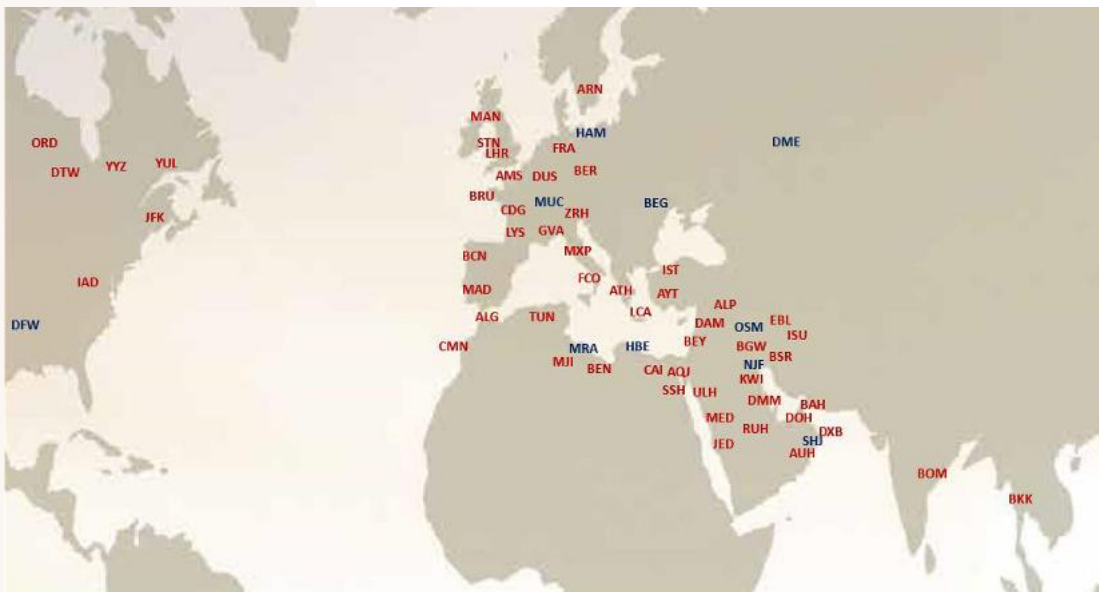 ARN
MAN
HAM
ORD
STN
DME
FRA
LHR
DTW
YYZ
YUL
AMS
DUS
BER
BRU
MUC
BEG
CDG
ZRH
JFK
LYS
GVA
MXP
BCN
IST
FCO
IAD
MAD
ATH
AYT
ALP
LCA
ALG
TUN
DFW
DAM
OSM
EBL
ISU
BEY
CMN
MRA
HBE
BGW
BSR
MJI
BEN
CAI
AQJ
NJF
KWI
SSH
ULH
DMM
BAH
MED
DOH
RUH
DXB
JED
SHJ
AUH
BOM
BKK